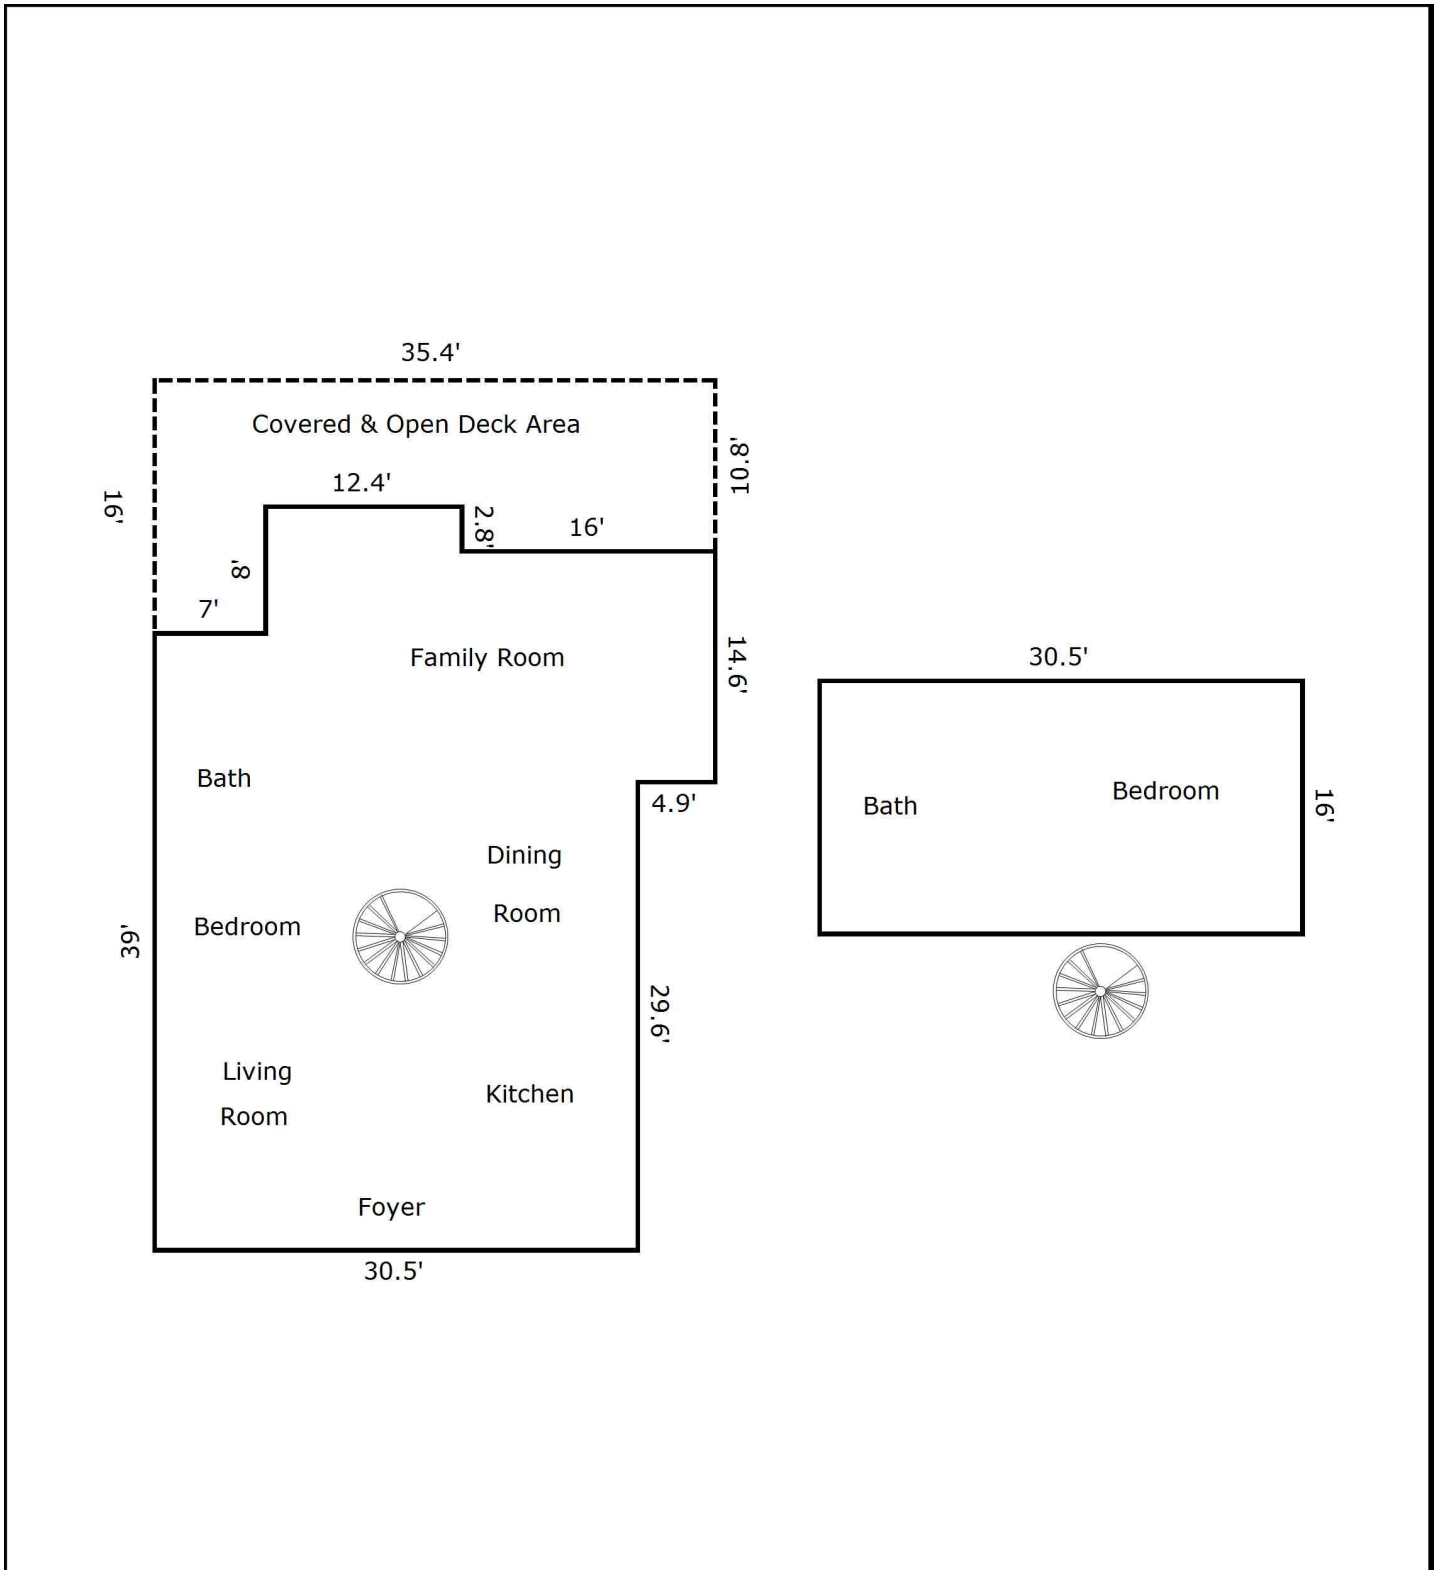 35.4'
Covered & Open Deck Area
10.8'
12.4'
16'
2.8'
16'
8'
7'
Family Room
14.6'
30.5'
Bath
4.9'
Bath
Bedroom
16'
Dining
Room
Bedroom
39'
29.6'
Living
Room
Kitchen
Foyer
30.5'